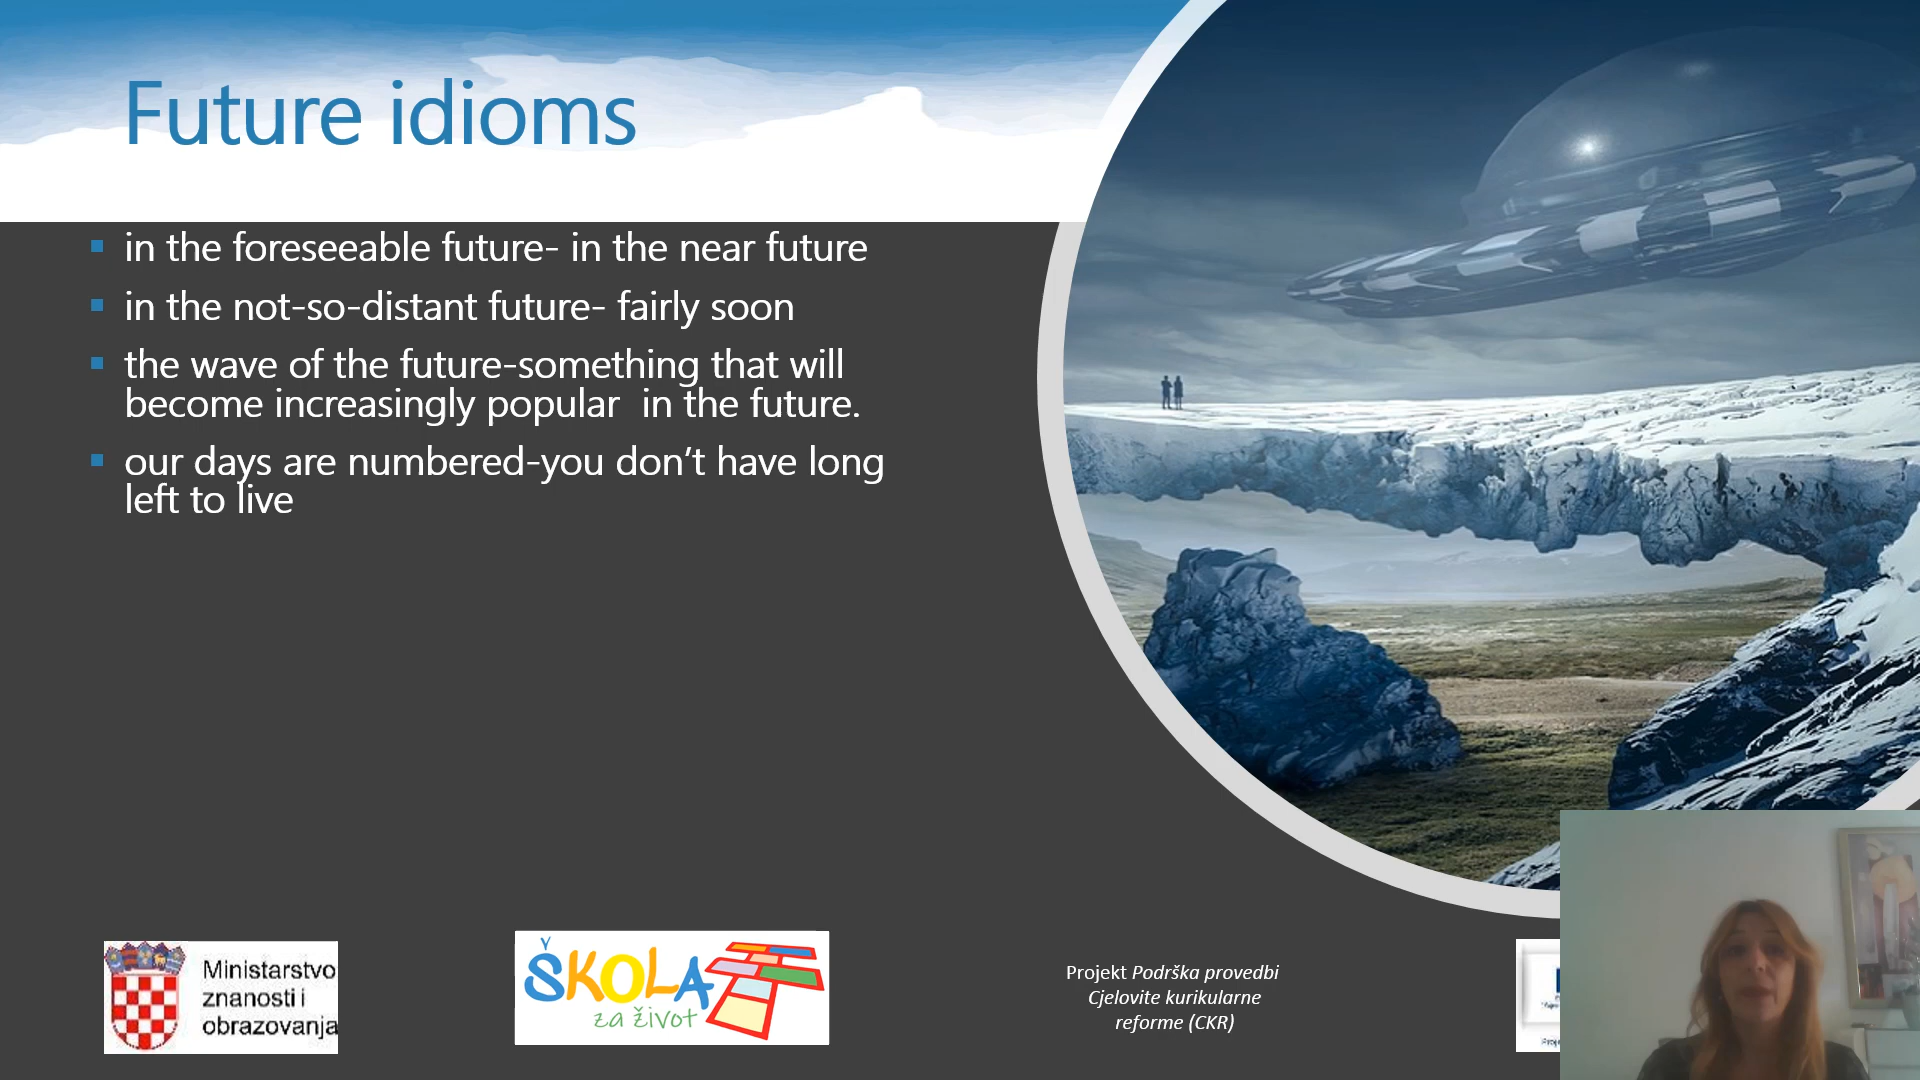 Future idioms
in the foreseeable future- in the near future
in the not-so-distant future- fairly soon
the wave of the future-something that will
become increasingly popular  in the future.
our days are numbered-you don’t have long
left to live
Ministarstvo
znanosti i
obrazovanja
ŠKOLA
za život
Projekt Podrška provedbi
Cjelovite kurikularne
reforme (CKR)